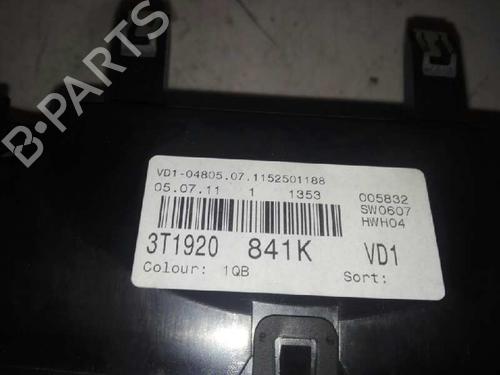 B-PARTS
VD1-04805.07.1152501188
05.07.11 1 1353 005832
SW0607
HWH04
3T1920 841K VD1
Colour: 1QB Sort: